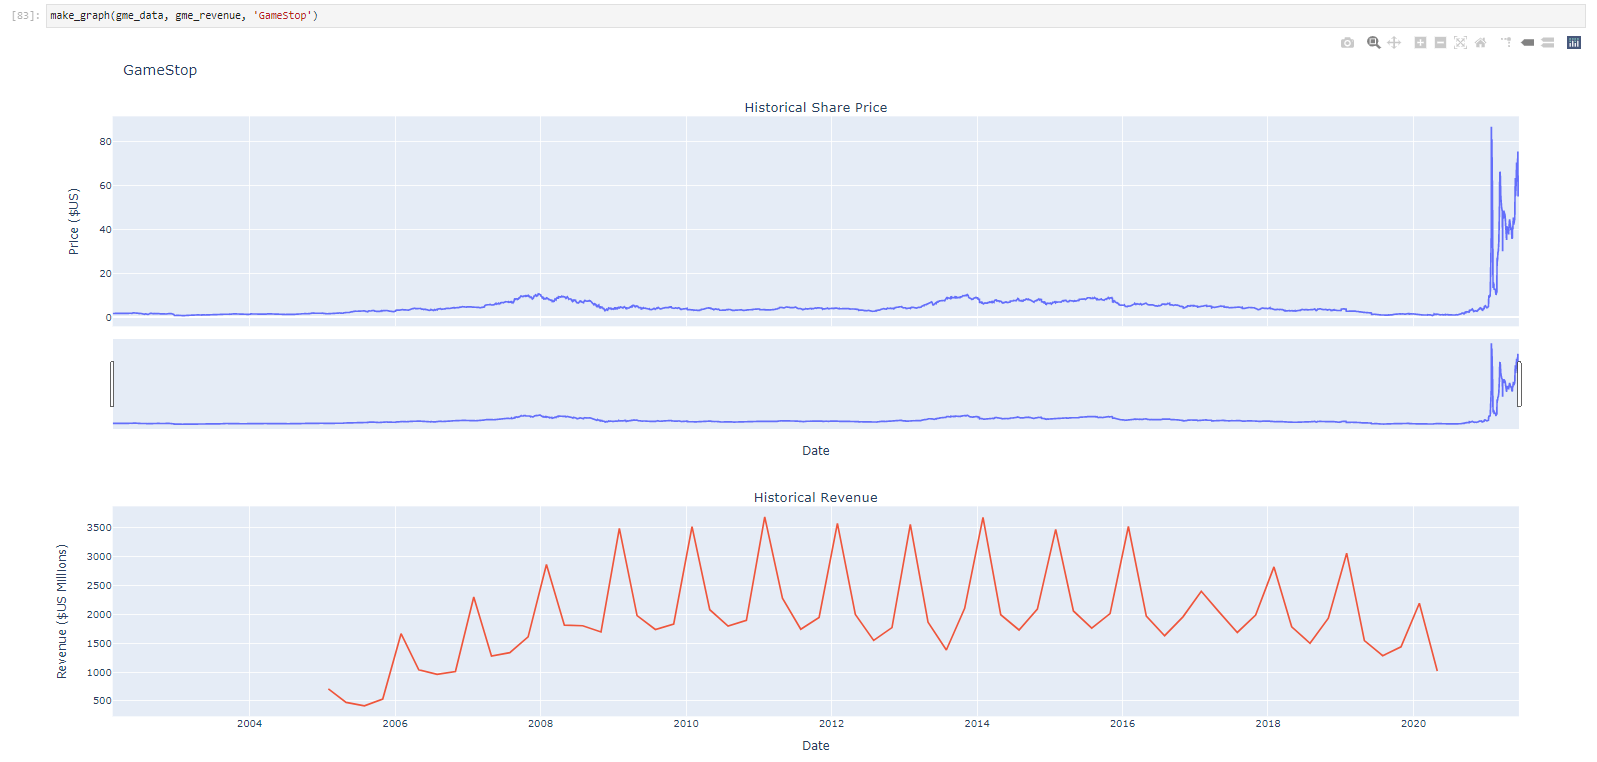 [83]: make_graph(gme_data, gme_revenue, 'GameStop')
GameStop
Historical Share Price
80
60
40
20
0
Price ($US)
Date
Historical Revenue
3500
3000
2500
2000
1500
1000
500
Revenue ($US Millions)
2004 2006 2008 2010 2012 2014 2016 2018 2020
Date